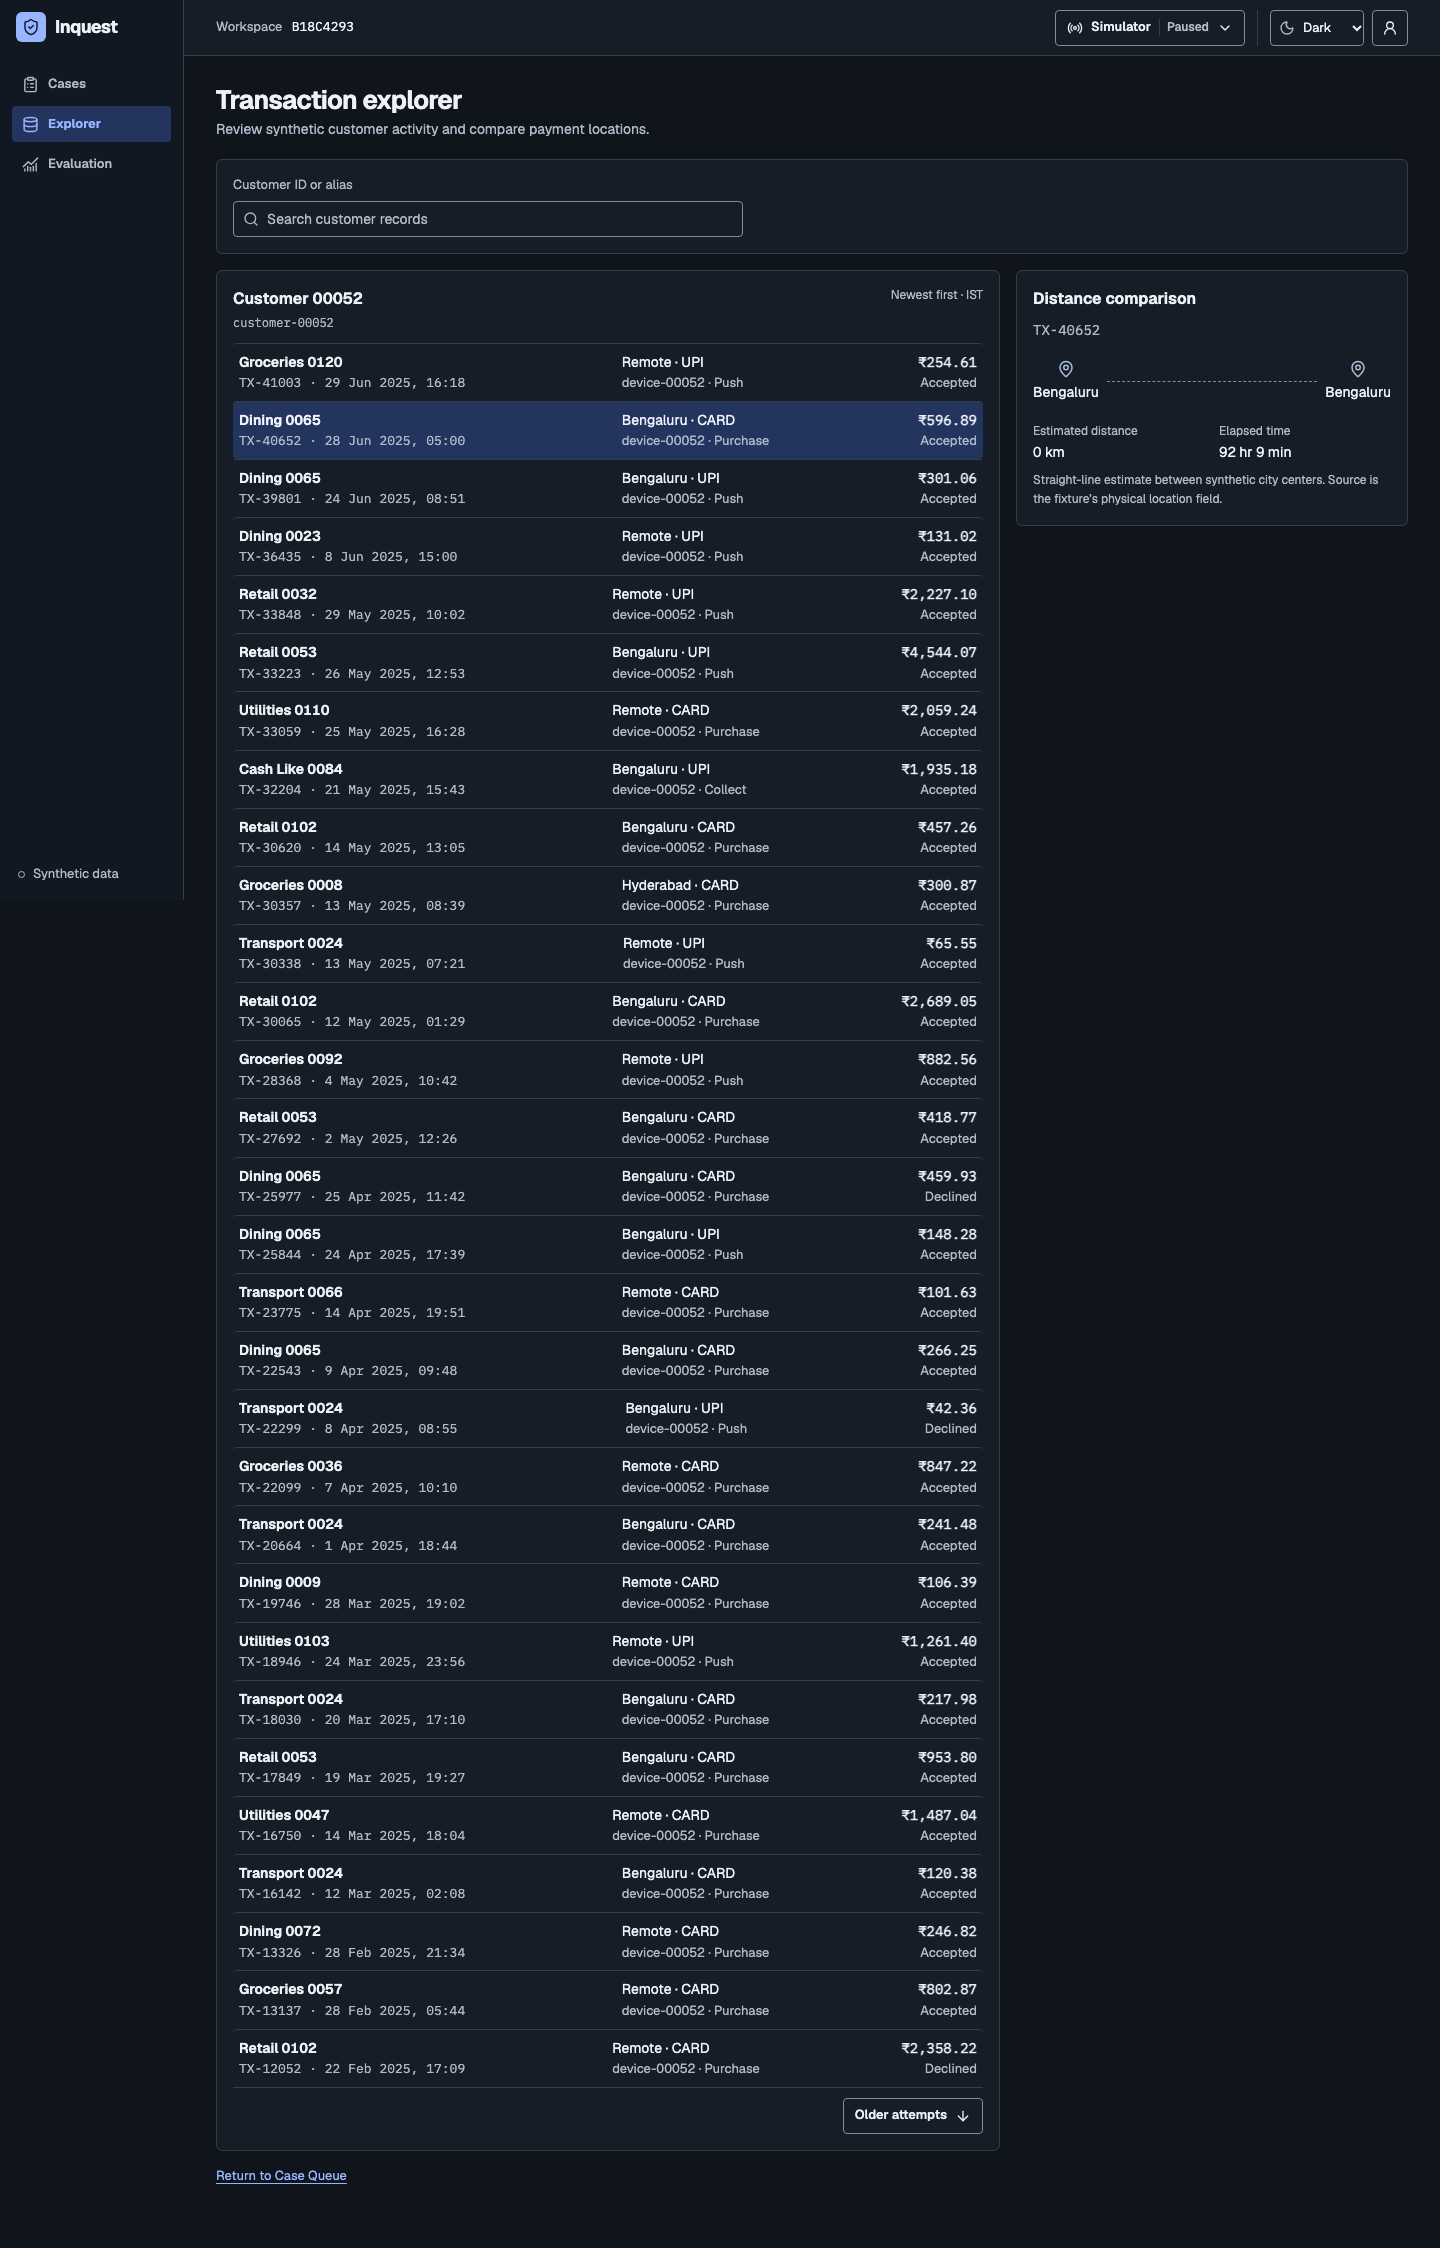 Inquest
Cases
Explorer
Evaluation
Synthetic data
Workspace B18C4293
Simulator Paused
Dark
Transaction explorer
Review synthetic customer activity and compare payment locations.
Customer ID or alias
Search customer records
Customer 00052
Newest first · IST
customer-00052
Groceries 0120 Remote · UPI ₹254.61
TX-41003 · 29 Jun 2025, 16:18 device-00052 · Push Accepted
Dining 0065 Bengaluru · CARD ₹596.89
TX-40652 · 28 Jun 2025, 05:00 device-00052 · Purchase Accepted
Dining 0065 Bengaluru · UPI ₹301.06
TX-39801 · 24 Jun 2025, 08:51 device-00052 · Push Accepted
Dining 0023 Remote · UPI ₹131.02
TX-36435 · 8 Jun 2025, 15:00 device-00052 · Push Accepted
Retail 0032 Remote · UPI ₹2,227.10
TX-33848 · 29 May 2025, 10:02 device-00052 · Push Accepted
Retail 0053 Bengaluru · UPI ₹4,544.07
TX-33223 · 26 May 2025, 12:53 device-00052 · Push Accepted
Utilities 0110 Remote · CARD ₹2,059.24
TX-33059 · 25 May 2025, 16:28 device-00052 · Purchase Accepted
Cash Like 0084 Bengaluru · UPI ₹1,935.18
TX-32204 · 21 May 2025, 15:43 device-00052 · Collect Accepted
Retail 0102 Bengaluru · CARD ₹457.26
TX-30620 · 14 May 2025, 13:05 device-00052 · Purchase Accepted
Groceries 0008 Hyderabad · CARD ₹300.87
TX-30357 · 13 May 2025, 08:39 device-00052 · Purchase Accepted
Transport 0024 Remote · UPI ₹65.55
TX-30338 · 13 May 2025, 07:21 device-00052 · Push Accepted
Retail 0102 Bengaluru · CARD ₹2,689.05
TX-30065 · 12 May 2025, 01:29 device-00052 · Purchase Accepted
Groceries 0092 Remote · UPI ₹882.56
TX-28368 · 4 May 2025, 10:42 device-00052 · Push Accepted
Retail 0053 Bengaluru · CARD ₹418.77
TX-27692 · 2 May 2025, 12:26 device-00052 · Purchase Accepted
Dining 0065 Bengaluru · CARD ₹459.93
TX-25977 · 25 Apr 2025, 11:42 device-00052 · Purchase Declined
Dining 0065 Bengaluru · UPI ₹148.28
TX-25844 · 24 Apr 2025, 17:39 device-00052 · Push Accepted
Transport 0066 Remote · CARD ₹101.63
TX-23775 · 14 Apr 2025, 19:51 device-00052 · Purchase Accepted
Dining 0065 Bengaluru · CARD ₹266.25
TX-22543 · 9 Apr 2025, 09:48 device-00052 · Purchase Accepted
Transport 0024 Bengaluru · UPI ₹42.36
TX-22299 · 8 Apr 2025, 08:55 device-00052 · Push Declined
Groceries 0036 Remote · CARD ₹847.22
TX-22099 · 7 Apr 2025, 10:10 device-00052 · Purchase Accepted
Transport 0024 Bengaluru · CARD ₹241.48
TX-20664 · 1 Apr 2025, 18:44 device-00052 · Purchase Accepted
Dining 0009 Remote · CARD ₹106.39
TX-19746 · 28 Mar 2025, 19:02 device-00052 · Purchase Accepted
Utilities 0103 Remote · UPI ₹1,261.40
TX-18946 · 24 Mar 2025, 23:56 device-00052 · Push Accepted
Transport 0024 Bengaluru · CARD ₹217.98
TX-18030 · 20 Mar 2025, 17:10 device-00052 · Purchase Accepted
Retail 0053 Bengaluru · CARD ₹953.80
TX-17849 · 19 Mar 2025, 19:27 device-00052 · Purchase Accepted
Utilities 0047 Remote · CARD ₹1,487.04
TX-16750 · 14 Mar 2025, 18:04 device-00052 · Purchase Accepted
Transport 0024 Bengaluru · CARD ₹120.38
TX-16142 · 12 Mar 2025, 02:08 device-00052 · Purchase Accepted
Dining 0072 Remote · CARD ₹246.82
TX-13326 · 28 Feb 2025, 21:34 device-00052 · Purchase Accepted
Groceries 0057 Remote · CARD ₹802.87
TX-13137 · 28 Feb 2025, 05:44 device-00052 · Purchase Accepted
Retail 0102 Remote · CARD ₹2,358.22
TX-12052 · 22 Feb 2025, 17:09 device-00052 · Purchase Declined
Older attempts
Return to Case Queue
Distance comparison
TX-40652
Bengaluru Bengaluru
Estimated distance Elapsed time
0 km 92 hr 9 min
Straight-line estimate between synthetic city centers. Source is
the fixture's physical location field.